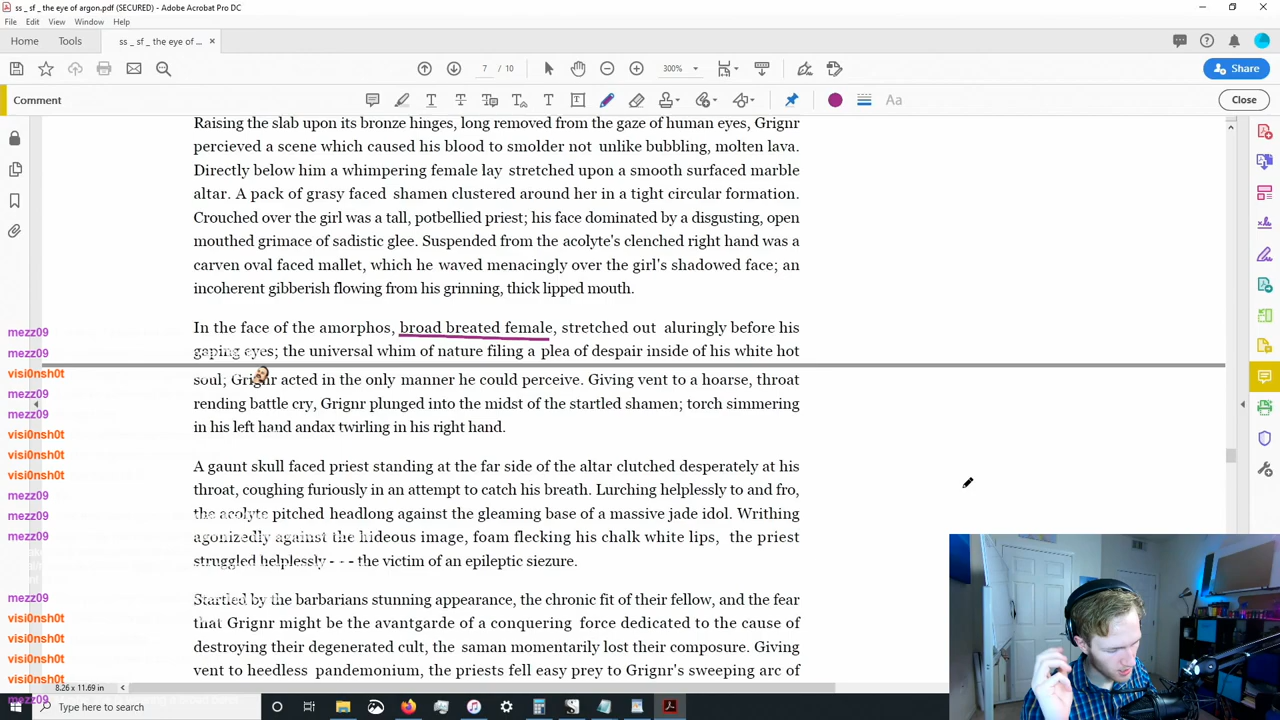 ss _ sf _ the eye of argon.pdf (SECURED) - Adobe Acrobat Pro DC
File Edit View Window Help
Home Tools ss _ sf _ the eye of ... ×
7 / 10 300% Share
Comment Aa Close
Raising the slab upon its bronze hinges, long removed from the gaze of human eyes, Grignr
percieved a scene which caused his blood to smolder not unlike bubbling, molten lava.
Directly below him a whimpering female lay stretched upon a smooth surfaced marble
altar. A pack of grasy faced shamen clustered around her in a tight circular formation.
Crouched over the girl was a tall, potbellied priest; his face dominated by a disgusting, open
mouthed grimace of sadistic glee. Suspended from the acolyte's clenched right hand was a
carven oval faced mallet, which he waved menacingly over the girl's shadowed face; an
incoherent gibberish flowing from his grinning, thick lipped mouth.
In the face of the amorphos, broad breated female, stretched out aluringly before his
gaping eyes; the universal whim of nature filing a plea of despair inside of his white hot
soul; Grignr acted in the only manner he could perceive. Giving vent to a hoarse, throat
rending battle cry, Grignr plunged into the midst of the startled shamen; torch simmering
in his left hand andax twirling in his right hand.
A gaunt skull faced priest standing at the far side of the altar clutched desperately at his
throat, coughing furiously in an attempt to catch his breath. Lurching helplessly to and fro,
the acolyte pitched headlong against the gleaming base of a massive jade idol. Writhing
agonizedly against the hideous image, foam flecking his chalk white lips, the priest
struggled helplessly - - - the victim of an epileptic siezure.
Startled by the barbarians stunning appearance, the chronic fit of their fellow, and the fear
that Grignr might be the avantgarde of a conquering force dedicated to the cause of
destroying their degenerated cult, the saman momentarily lost their composure. Giving
vent to heedless pandemonium, the priests fell easy prey to Grignr's sweeping arc of
mezz09
mezz09
visi0nsh0t
mezz09
mezz09
visi0nsh0t
visi0nsh0t
visi0nsh0t
mezz09
mezz09
mezz09
mezz09
visi0nsh0t
visi0nsh0t
visi0nsh0t
visi0nsh0t
mezz09
8.26 x 11.69 in
Type here to search